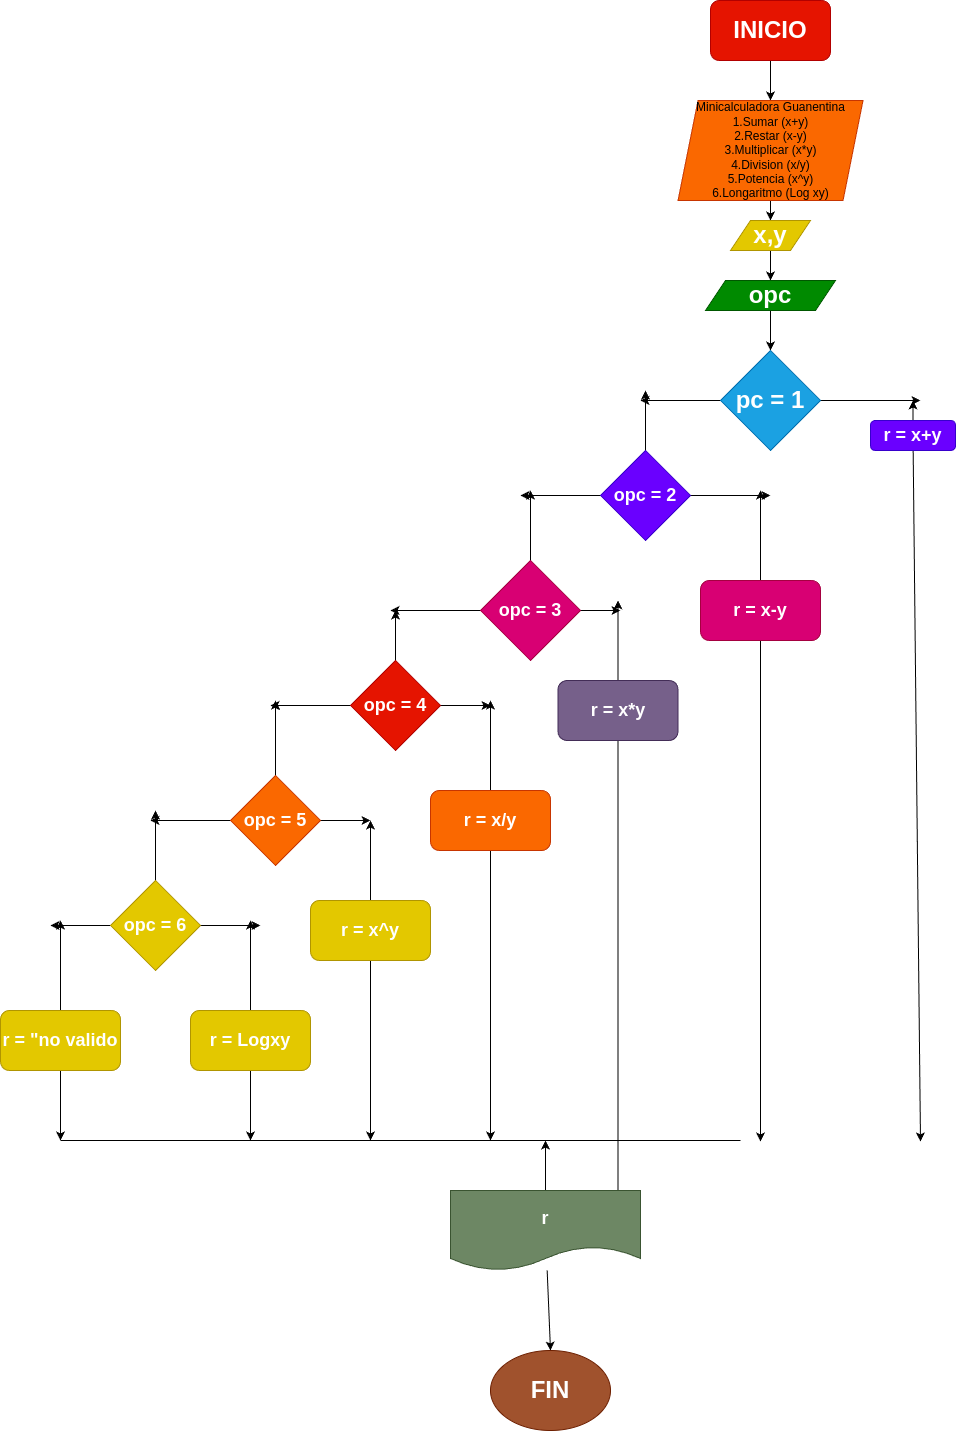 INICIO
Minicalculadora Guanentina
1.Sumar (x+y)
2.Restar (x-y)
3.Multiplicar (x*y)
4.Division (x/y)
5.Potencia (x^y)
6.Longaritmo (Log xy)
x,y
opc
pc = 1
r = x+y
opc = 2
opc = 3
r = x-y
opc = 4
r = x*y
opc = 5
r = x/y
opc = 6
r = x^y
r = "no valido
r = Logxy
r
FIN